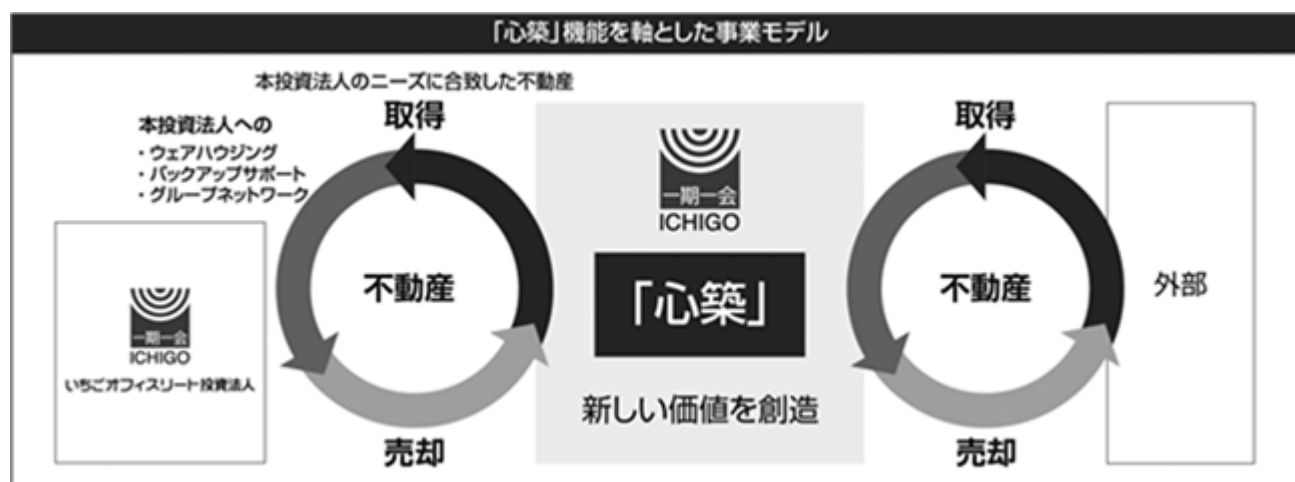 「心築」機能を軸とした事業モデル
本投資法人のニーズに合致した不動産
取得
本投資法人への
・ウェアハウジング
・バックアップサポート
・グループネットワーク
不動産
売却
一期一会
ICHIGO
いちごオフィスリート投資法人
一期一会
ICHIGO
「心築」
新しい価値を創造
取得
不動産
売却
外部